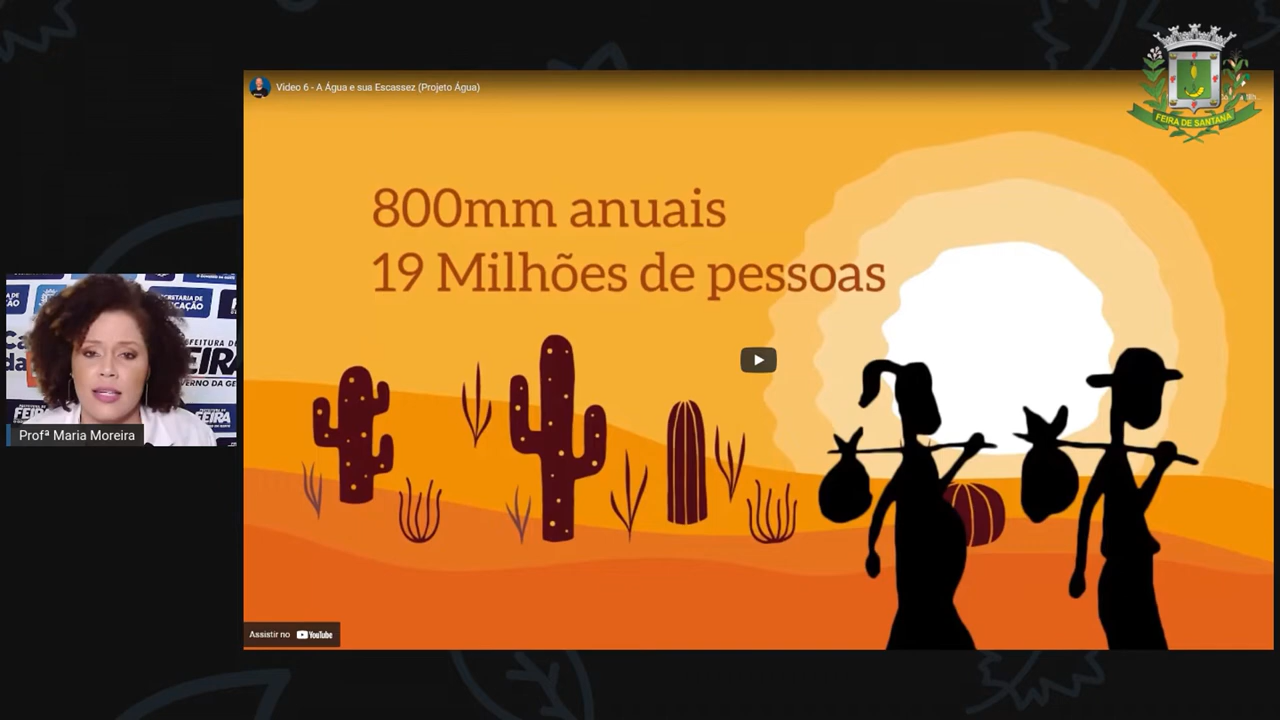 Vídeo 6 - A Água e sua Escassez (Projeto Água)
FEIRA DE SANTANA
800mm anuais
19 Milhões de pessoas
Profª Maria Moreira
Assistir no YouTube